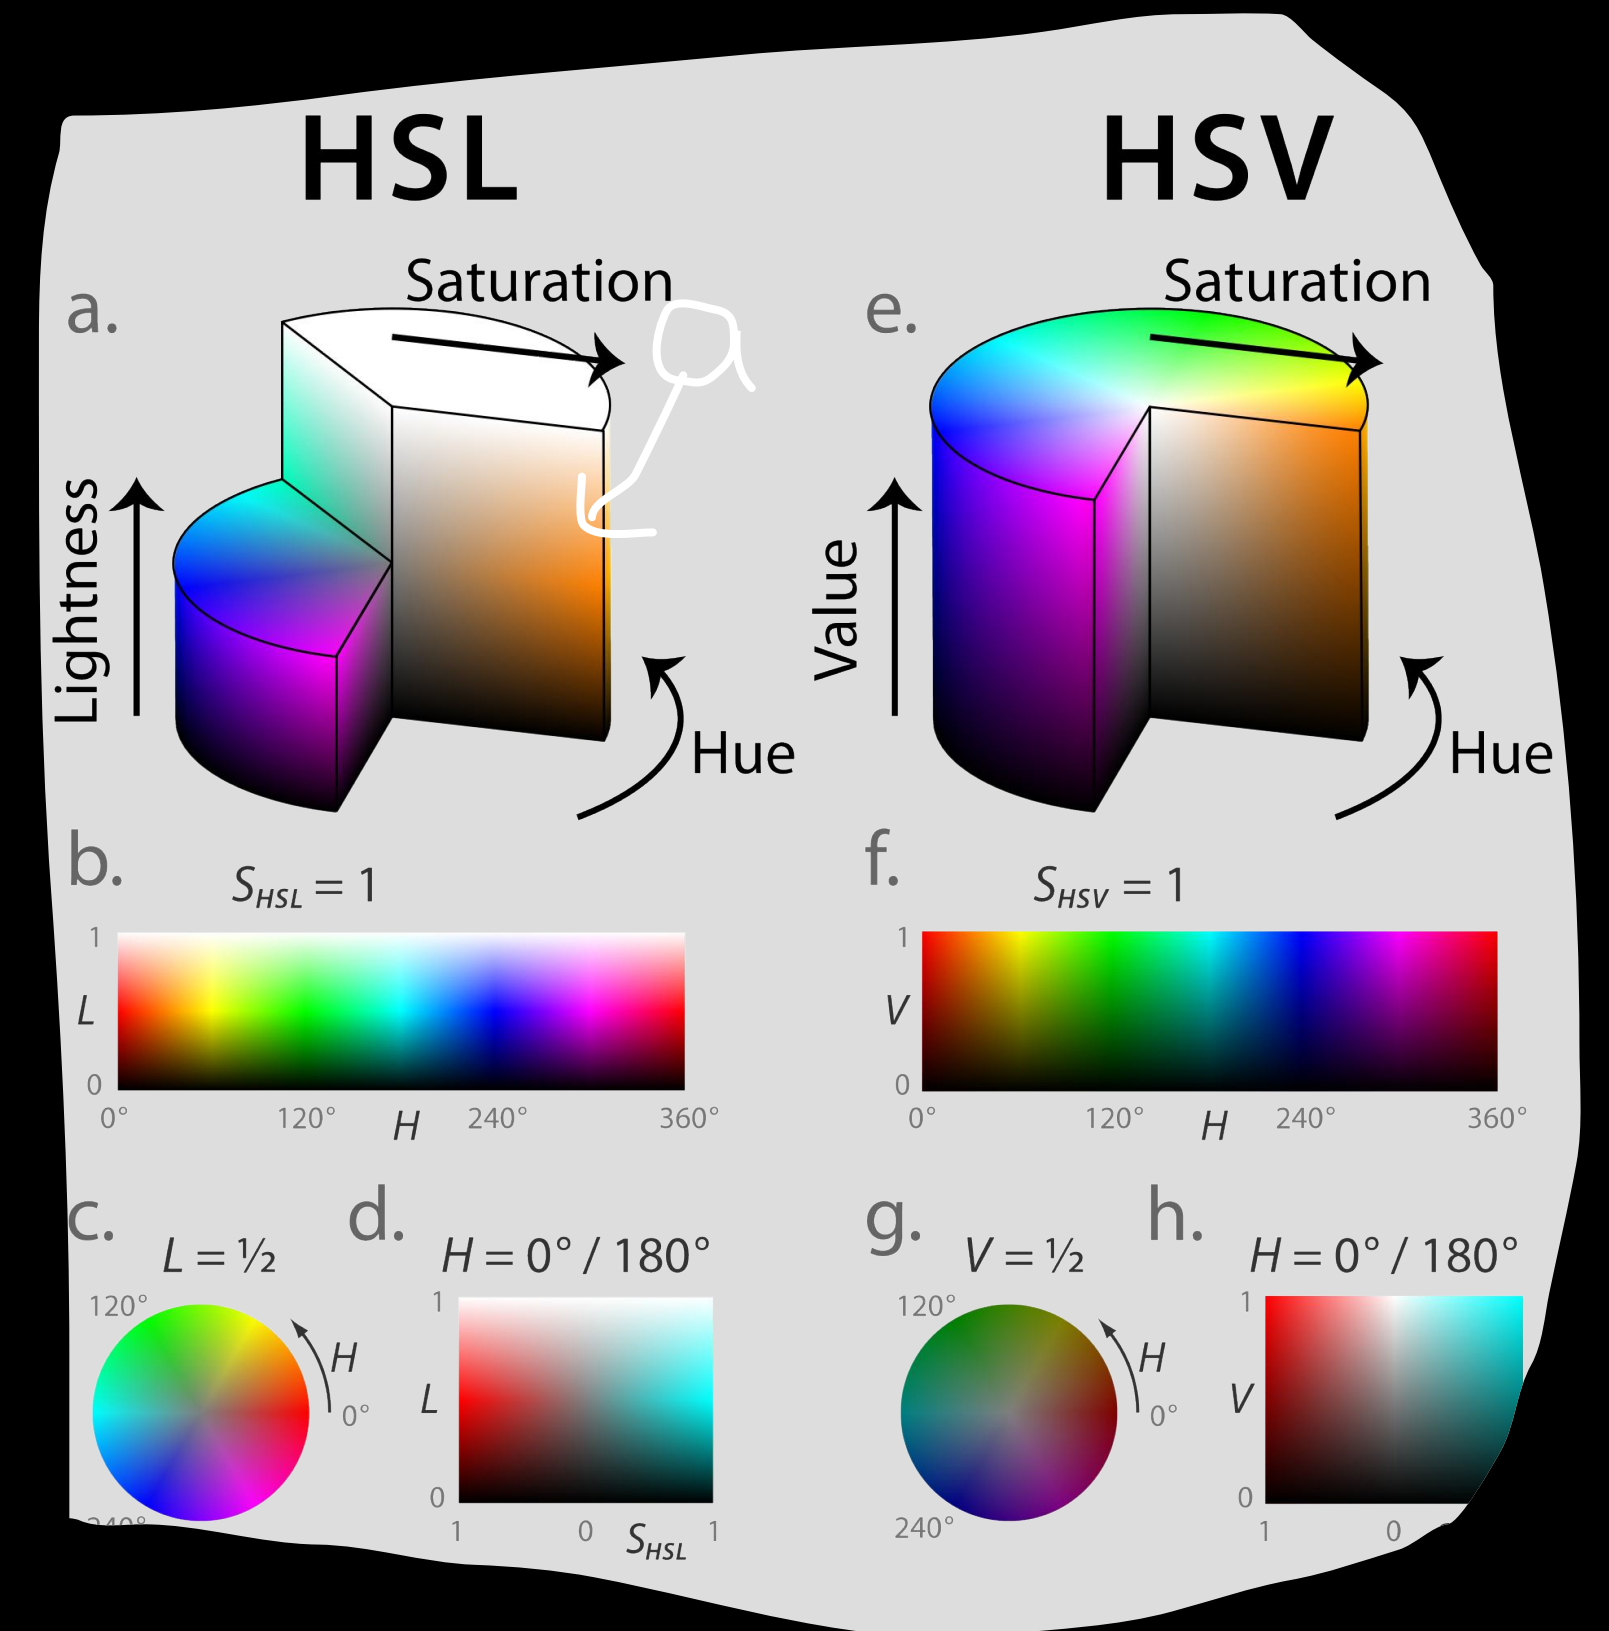 HSL
HSV
a.
Saturation
a
Lightness
Hue
e.
Saturation
Value
Hue
b.
S_HSL = 1
1
L
0
0° 120° H 240° 360°
f.
S_HSV = 1
1
V
0
0° 120° H 240° 360°
c.
L = ½
120°
H
0°
240°
d.
H = 0° / 180°
1
L
0
1 0 S_HSL 1
g.
V = ½
120°
H
0°
240°
h.
H = 0° / 180°
1
V
0
1 0